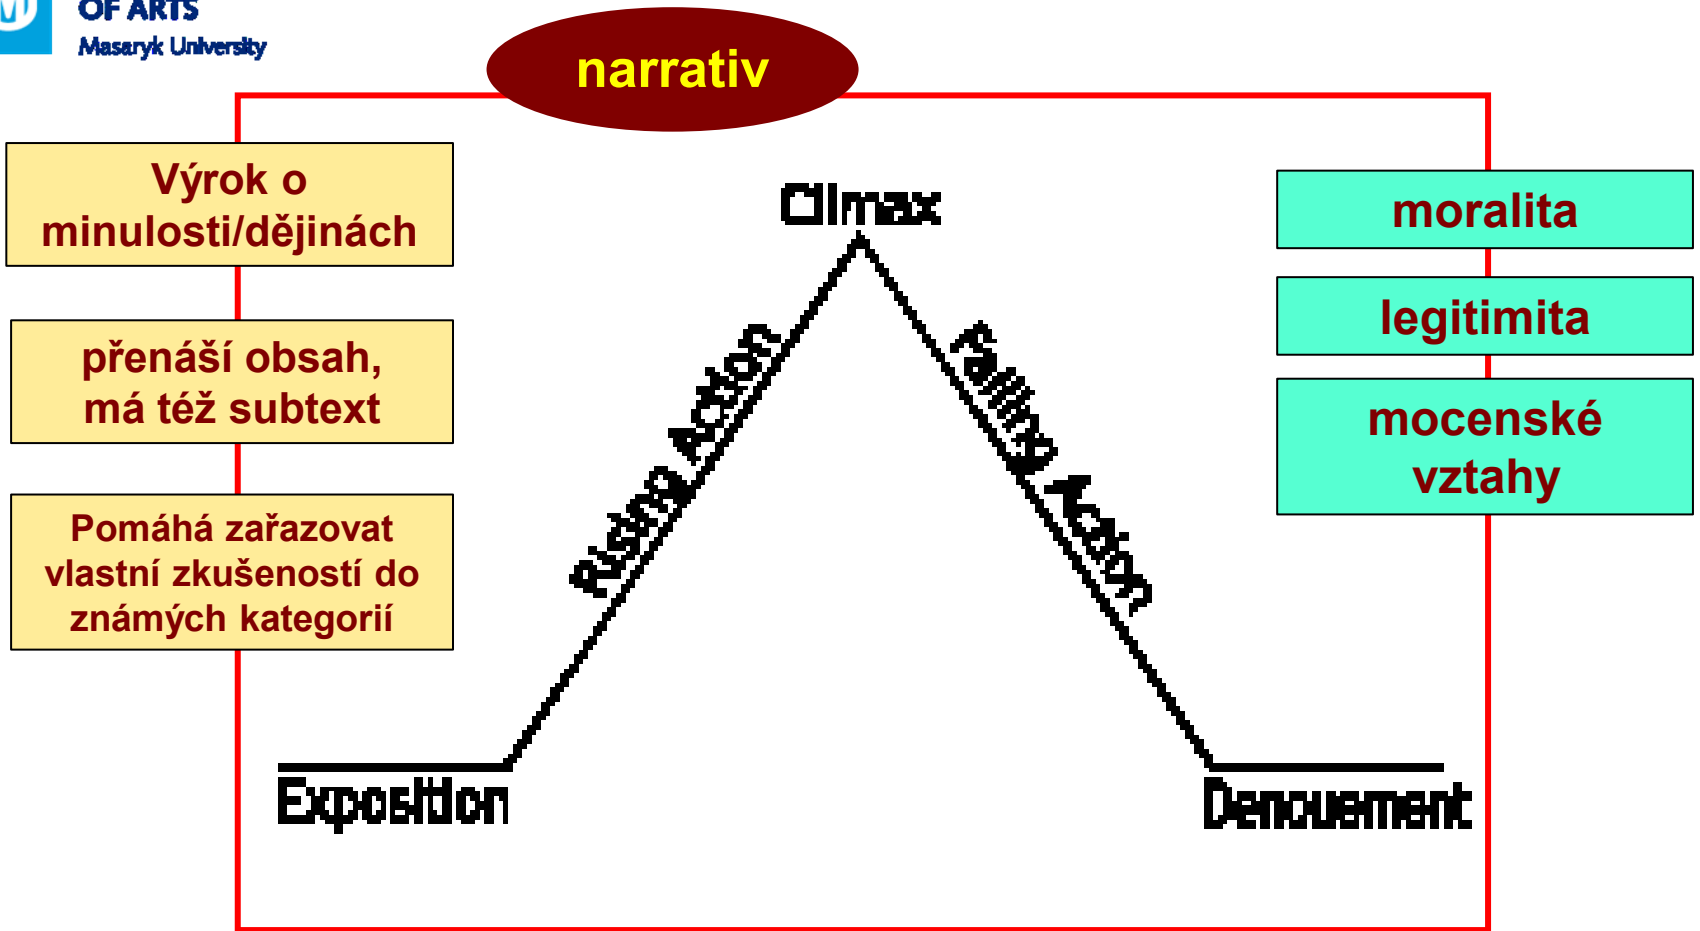 OF ARTS
Masaryk University
narrativ
Výrok o
minulosti/dějinách
přenáší obsah,
má též subtext
Pomáhá zařazovat
vlastní zkušeností do
známých kategorií
Climax
Rising Action
Falling Action
Exposition
Denouement
moralita
legitimita
mocenské
vztahy